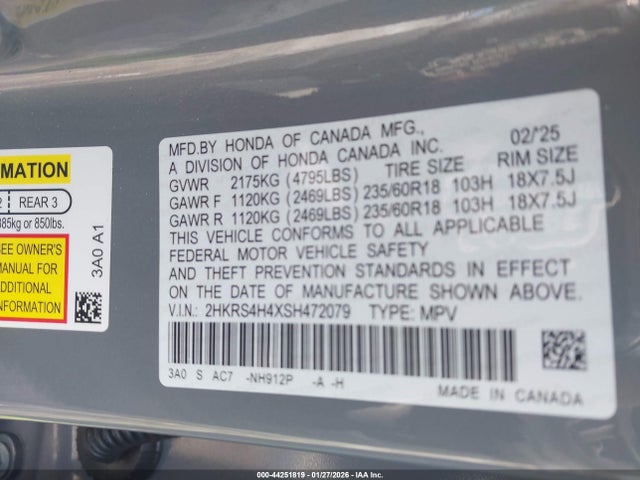 MATION
2 REAR 3
385kg or 850lbs.
SEE OWNER'S
MANUAL FOR
ADDITIONAL
INFORMATION
3A0 A1
MFD.BY HONDA OF CANADA MFG., 02/'25
A DIVISION OF HONDA CANADA INC.
GVWR 2175KG (4795LBS) TIRE SIZE RIM SIZE
GAWR F 1120KG (2469LBS) 235/60R18 103H 18X7.5J
GAWR R 1120KG (2469LBS) 235/60R18 103H 18X7.5J
THIS VEHICLE CONFORMS TO ALL APPLICABLE
FEDERAL MOTOR VEHICLE SAFETY
AND THEFT PREVENTION STANDARDS IN EFFECT
ON THE DATE OF MANUFACTURE SHOWN ABOVE.
V.I.N.: 2HKRS4H4XSH472079 TYPE: MPV
3A0 S AC7 -NH912P -A -H
MADE IN CANADA
000-44251819 - 01/27/2026 - IAA Inc.